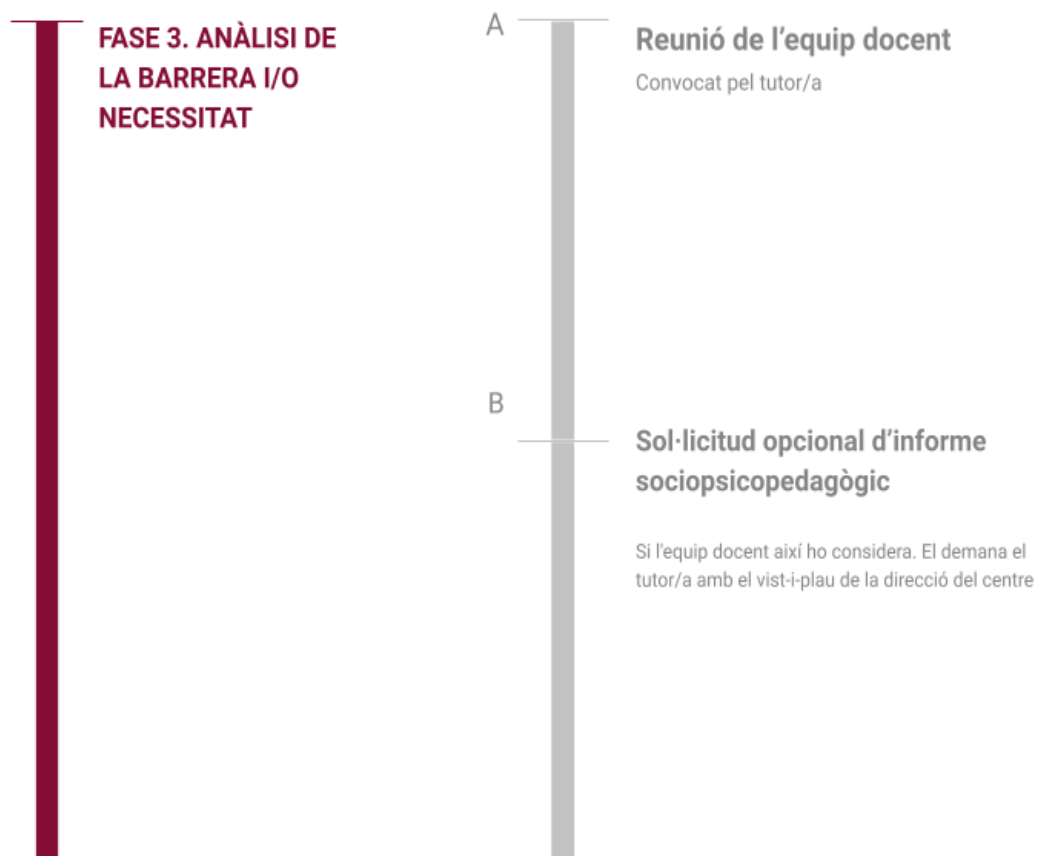 FASE 3. ANÀLISI DE
LA BARRERA I/O
NECESSITAT
A
Reunió de l’equip docent
Convocat pel tutor/a
B
Sol·licitud opcional d’informe
sociopsicopedagògic
Si l'equip docent així ho considera. El demana el
tutor/a amb el vist-i-plau de la direcció del centre